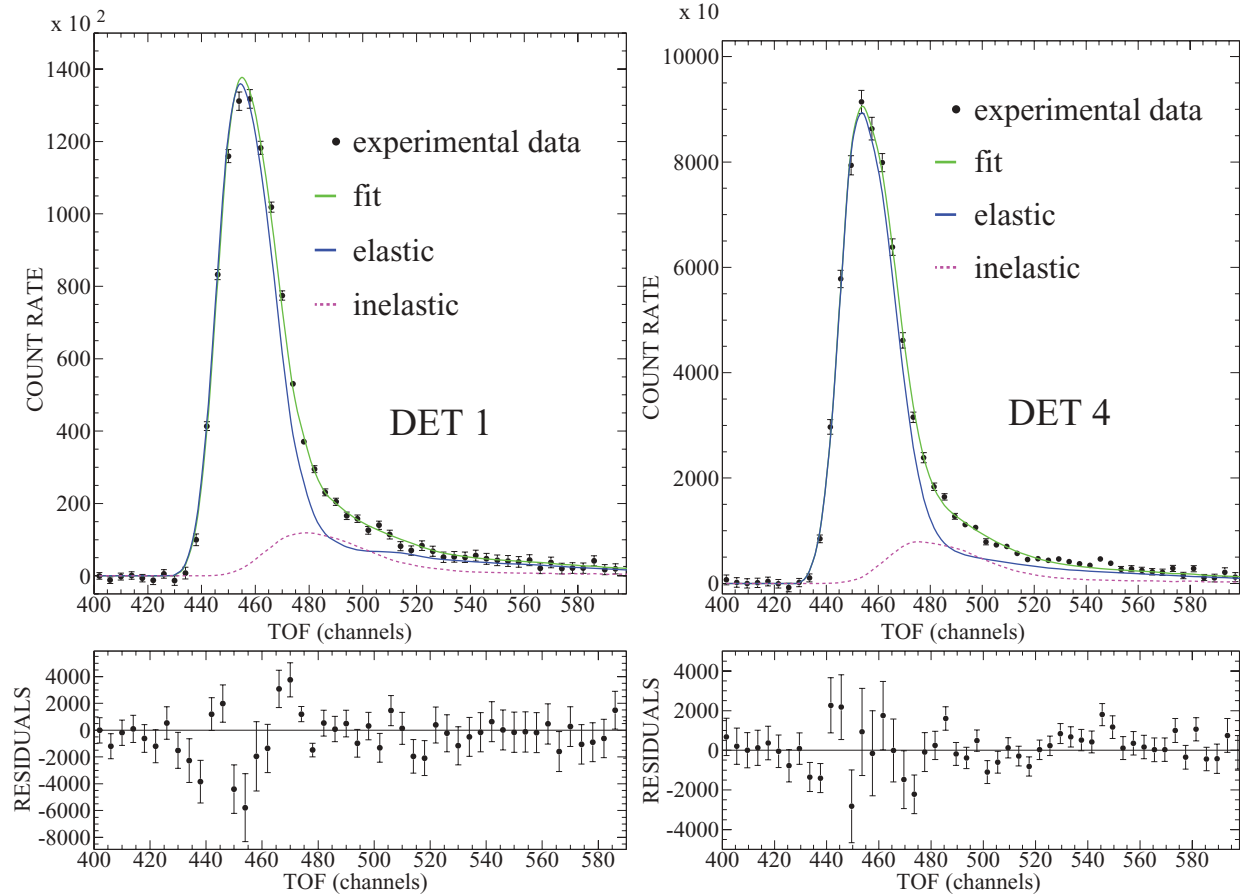 x 10²
1400
1200
1000
800
600
400
200
0
COUNT RATE
experimental data
fit
elastic
inelastic
DET 1
400 420 440 460 480 500 520 540 560 580
TOF (channels)
4000
2000
0
-2000
-4000
-6000
-8000
RESIDUALS
400 420 440 460 480 500 520 540 560 580
TOF (channels)
x 10
10000
8000
6000
4000
2000
0
COUNT RATE
experimental data
fit
elastic
inelastic
DET 4
400 420 440 460 480 500 520 540 560 580
TOF (channels)
4000
2000
0
-2000
-4000
RESIDUALS
400 420 440 460 480 500 520 540 560 580
TOF (channels)